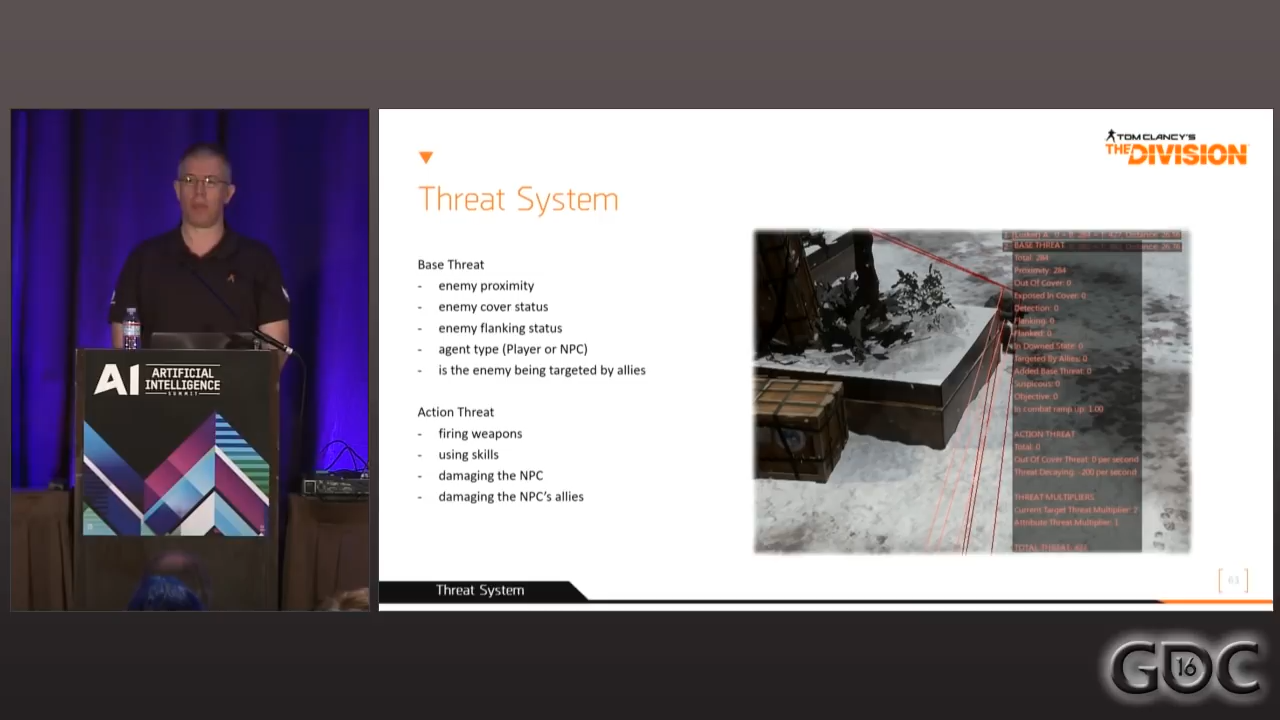 TOM CLANCY'S
THE DIVISION
Threat System
Base Threat
- enemy proximity
- enemy cover status
- enemy flanking status
- agent type (Player or NPC)
- is the enemy being targeted by allies
Action Threat
- firing weapons
- using skills
- damaging the NPC
- damaging the NPC's allies
BASE THREAT
Total: 284
Proximity: 284
Out Of Cover: 0
Exposed In Cover: 0
Detection: 0
Flanking: 0
Flanked: 0
In Downed State: 0
Targeted By Allies: 0
Added Base Threat: 0
Suspicous: 0
Objective: 0
In combat ramp up: 1.00
ACTION THREAT
Total: 0
Out Of Cover Threat: 0 per second
Threat Decaying: -200 per second
THREAT MULTIPLIERS
Current Target Threat Multiplier: 2
Attribute Threat Multiplier: 1
TOTAL THREAT:
Threat System
63
AI ARTIFICIAL
INTELLIGENCE
SUMMIT
GDC
16